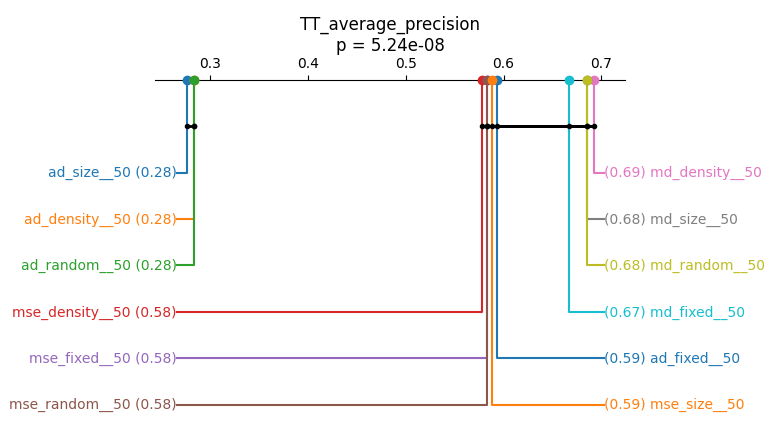 TT_average_precision
p = 5.24e-08
0.3 0.4 0.5 0.6 0.7
ad_size__50 (0.28)
(0.69) md_density__50
ad_density__50 (0.28)
(0.68) md_size__50
ad_random__50 (0.28)
(0.68) md_random__50
mse_density__50 (0.58)
(0.67) md_fixed__50
mse_fixed__50 (0.58)
(0.59) ad_fixed__50
mse_random__50 (0.58)
(0.59) mse_size__50